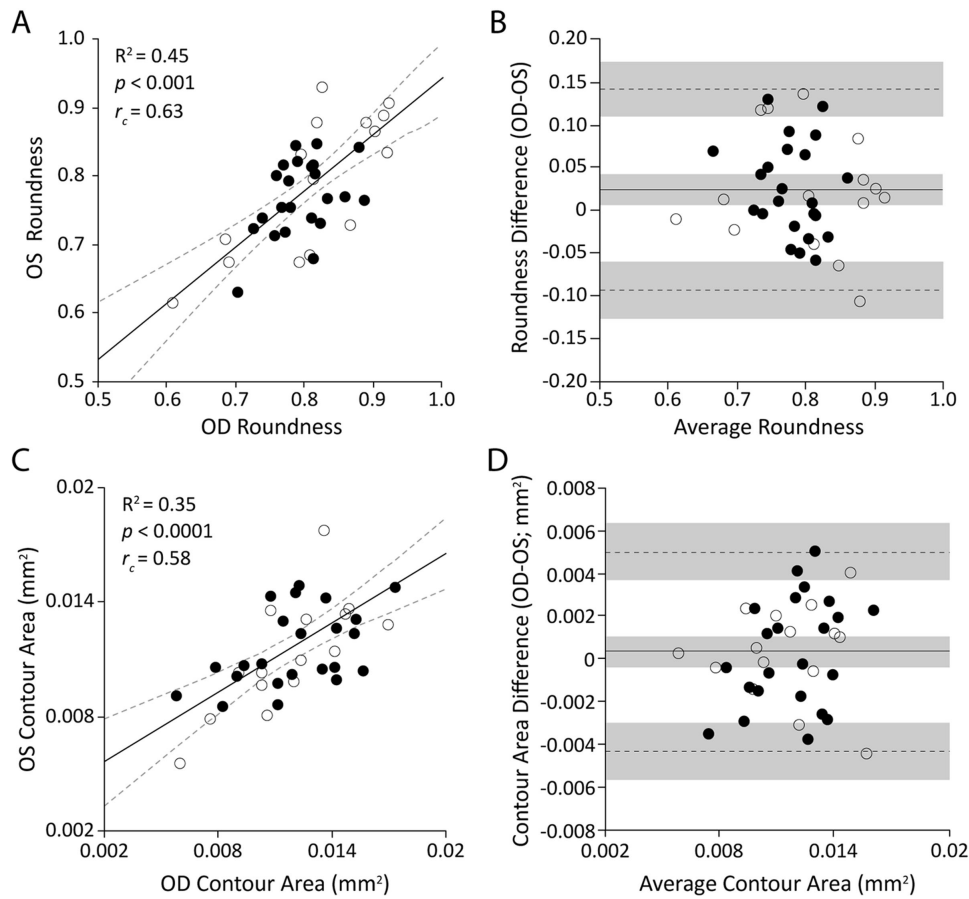 A
R² = 0.45
p < 0.001
r_c = 0.63
1.0
0.9
0.8
0.7
0.6
0.5
0.5
0.6
0.7
0.8
0.9
1.0
OS Roundness
OD Roundness
B
0.20
0.15
0.10
0.05
0
-0.05
-0.10
-0.15
-0.20
0.5
0.6
0.7
0.8
0.9
1.0
Roundness Difference (OD-OS)
Average Roundness
C
R² = 0.35
p < 0.0001
r_c = 0.58
0.02
0.014
0.008
0.002
0.002
0.008
0.014
0.02
OS Contour Area (mm²)
OD Contour Area (mm²)
D
0.008
0.006
0.004
0.002
0
-0.002
-0.004
-0.006
-0.008
0.002
0.008
0.014
0.02
Contour Area Difference (OD-OS; mm²)
Average Contour Area (mm²)